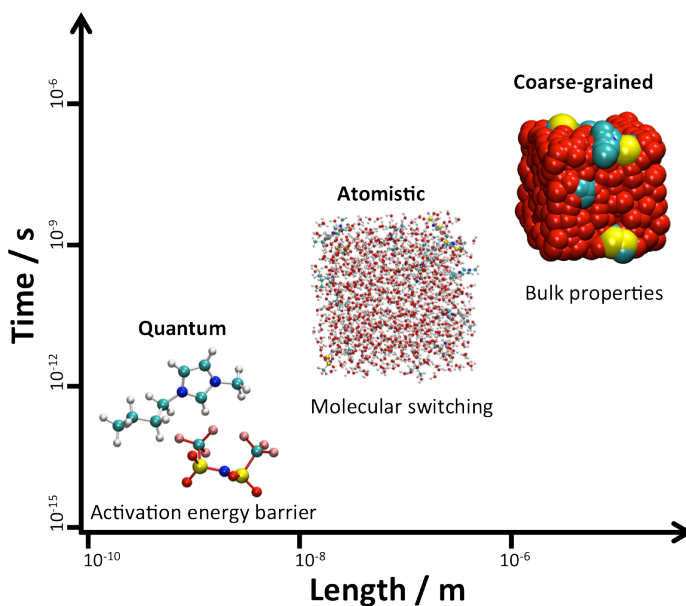 10⁻⁶
Coarse-grained
Atomistic
10⁻⁹
Time / s
Bulk properties
Quantum
10⁻¹²
Molecular switching
10⁻¹⁵
Activation energy barrier
10⁻¹⁰
10⁻⁸
10⁻⁶
Length / m